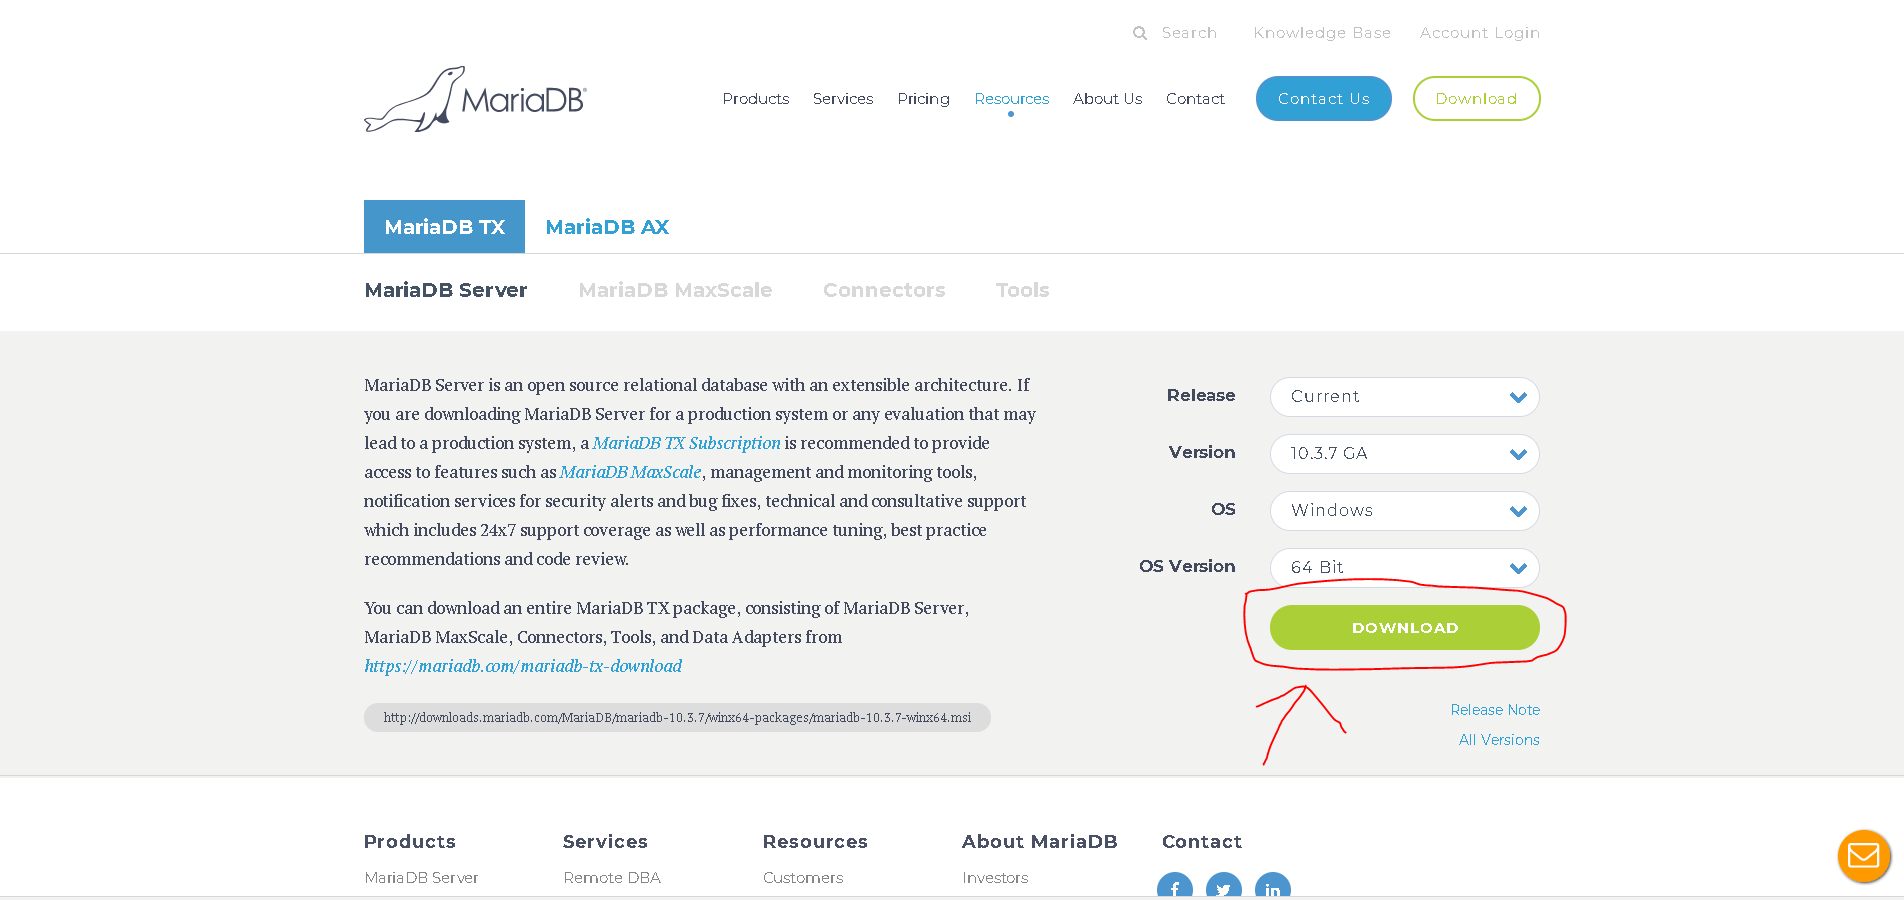 Search Knowledge Base Account Login
MariaDB®
Products Services Pricing Resources About Us Contact Contact Us Download
MariaDB TX MariaDB AX
MariaDB Server MariaDB MaxScale Connectors Tools
MariaDB Server is an open source relational database with an extensible architecture. If
you are downloading MariaDB Server for a production system or any evaluation that may
lead to a production system, a MariaDB TX Subscription is recommended to provide
access to features such as MariaDB MaxScale, management and monitoring tools,
notification services for security alerts and bug fixes, technical and consultative support
which includes 24x7 support coverage as well as performance tuning, best practice
recommendations and code review.
You can download an entire MariaDB TX package, consisting of MariaDB Server,
MariaDB MaxScale, Connectors, Tools, and Data Adapters from
https://mariadb.com/mariadb-tx-download
http://downloads.mariadb.com/MariaDB/mariadb-10.3.7/winx64-packages/mariadb-10.3.7-winx64.msi
Release Current
Version 10.3.7 GA
OS Windows
OS Version 64 Bit
DOWNLOAD
Release Note
All Versions
Products Services Resources About MariaDB Contact
MariaDB Server Remote DBA Customers Investors